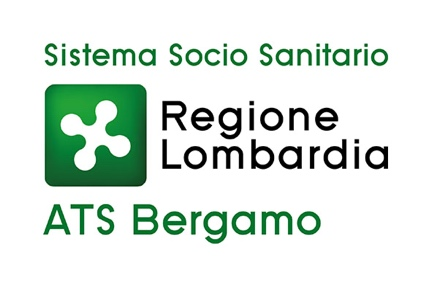 Sistema Socio Sanitario
Regione
Lombardia
ATS Bergamo